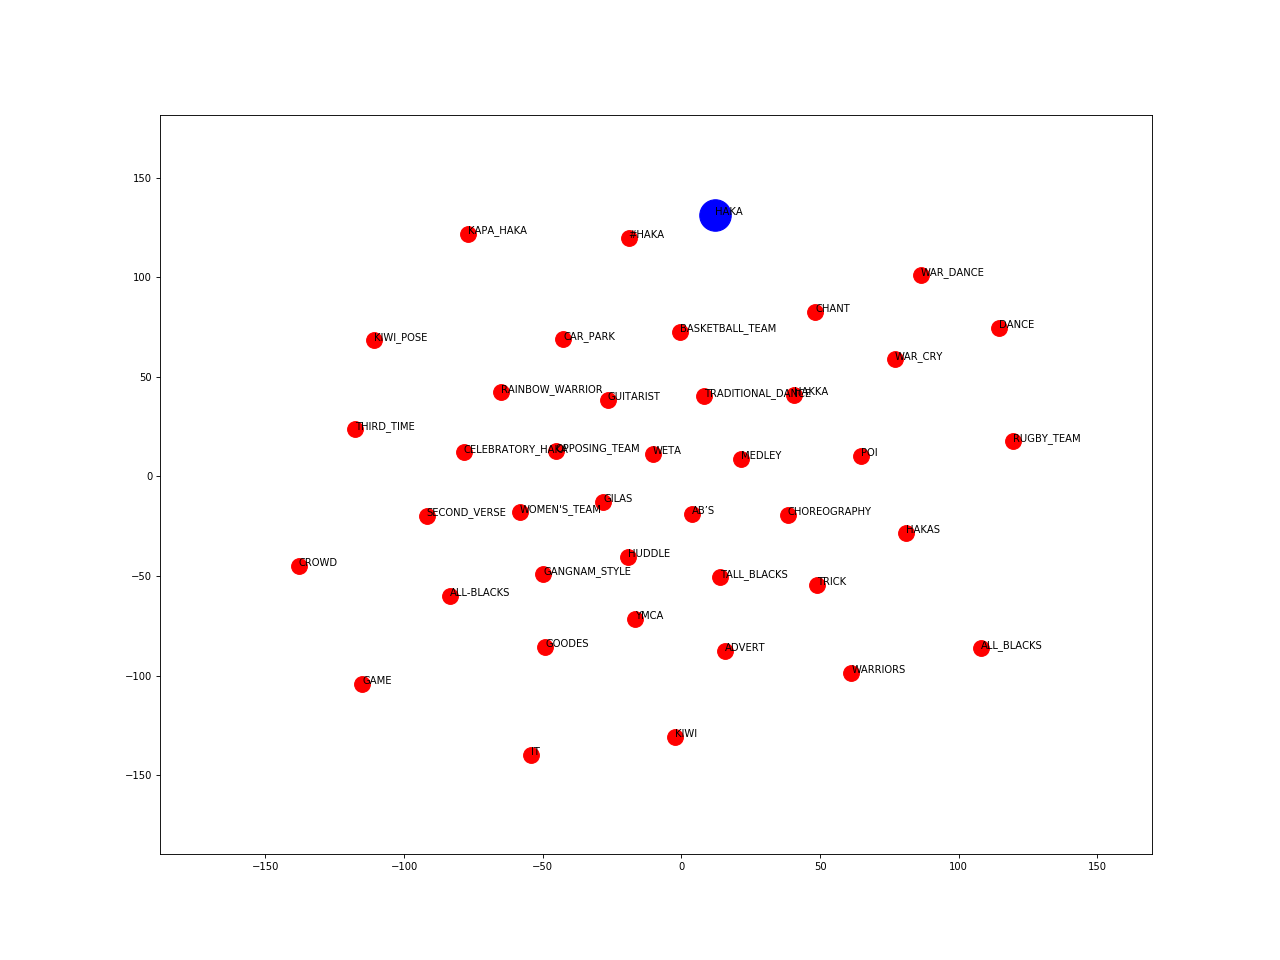 150
HAKA
KAPA_HAKA
#HAKA
100
WAR_DANCE
CHANT
DANCE
BASKETBALL_TEAM
CAR_PARK
KIWI_POSE
WAR_CRY
50
RAINBOW_WARRIOR
GUITARIST
TRADITIONAL_DANCE
HAKKA
THIRD_TIME
RUGBY_TEAM
CELEBRATORY_HAKA
OPPOSING_TEAM
WETA
MEDLEY
POI
0
GILAS
SECOND_VERSE
WOMEN'S_TEAM
AB'S
CHOREOGRAPHY
HAKAS
HUDDLE
−50
CROWD
GANGNAM_STYLE
TALL_BLACKS
TRICK
ALL-BLACKS
YMCA
GOODES
ADVERT
ALL_BLACKS
−100
GAME
WARRIORS
KIWI
IT
−150
−150 −100 −50 0 50 100 150